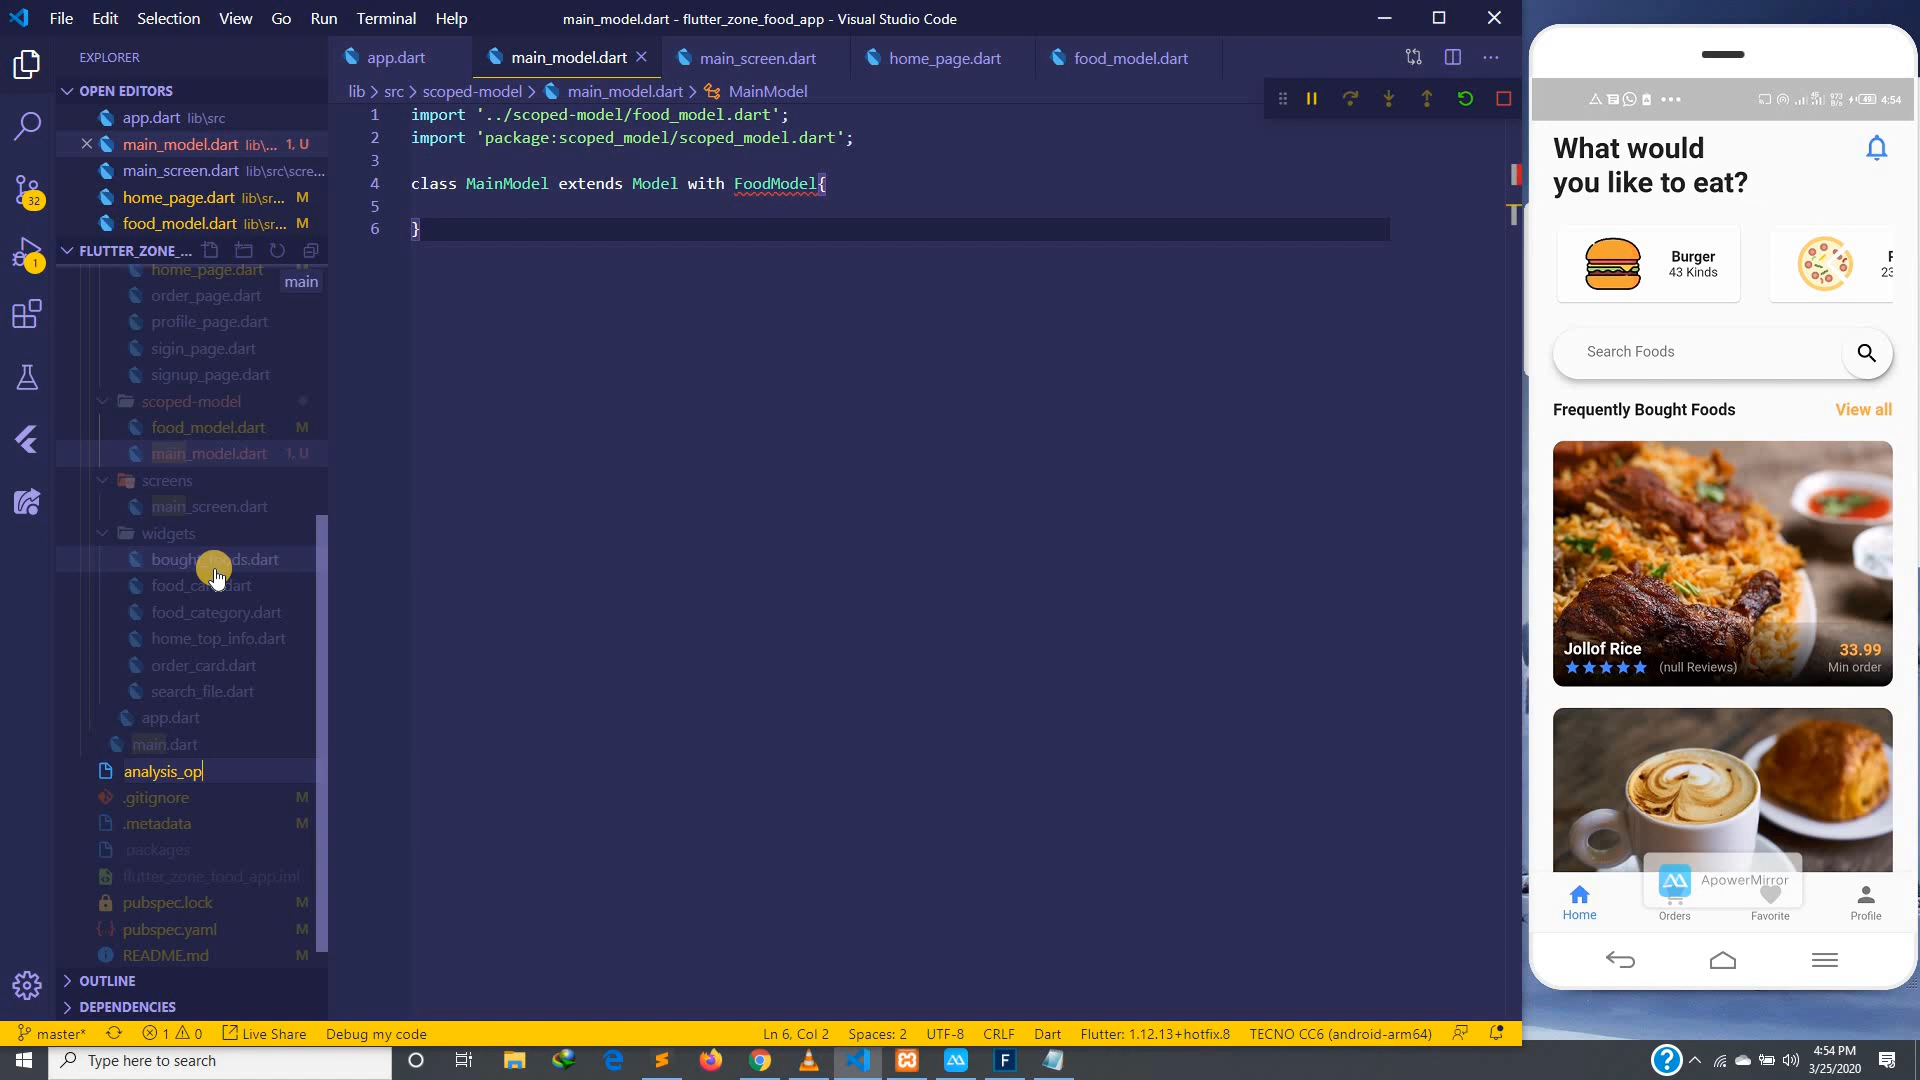 File Edit Selection View Go Run Terminal Help
main_model.dart - flutter_zone_food_app - Visual Studio Code
EXPLORER
OPEN EDITORS
app.dart lib\src
main_model.dart lib\... 1, U
main_screen.dart lib\src\scre...
home_page.dart lib\sr... M
food_model.dart lib\sr... M
FLUTTER_ZONE_...
home_page.dart
main
order_page.dart
profile_page.dart
sigin_page.dart
signup_page.dart
scoped-model
food_model.dart M
main_model.dart 1, U
screens
main_screen.dart
widgets
food_category.dart
home_top_info.dart
order_card.dart
search_file.dart
app.dart
main.dart
analysis_op
.gitignore M
.metadata M
.packages
flutter_zone_food_app.iml
pubspec.lock M
pubspec.yaml M
README.md M
OUTLINE
DEPENDENCIES
32
1
app.dart main_model.dart main_screen.dart home_page.dart food_model.dart
lib > src > scoped-model > main_model.dart > MainModel
1 import '../scoped-model/food_model.dart';
2 import 'package:scoped_model/scoped_model.dart';
3
4 class MainModel extends Model with FoodModel{
5
6 }
master* 1 0 Live Share Debug my code
Ln 6, Col 2 Spaces: 2 UTF-8 CRLF Dart Flutter: 1.12.13+hotfix.8 TECNO CC6 (android-arm64)
Type here to search
4:54 PM
3/25/2020
4:54
What would
you like to eat?
Burger
43 Kinds
Search Foods
Frequently Bought Foods View all
Jollof Rice 33.99
(null Reviews) Min order
ApowerMirror
Home Orders Favorite Profile